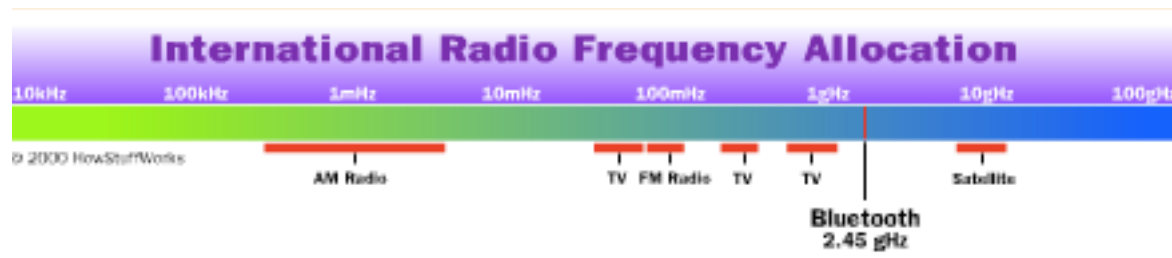 International Radio Frequency Allocation
10kHz 100kHz 1mHz 10mHz 100mHz 1gHz 10gHz 100gHz
© 2000 HowStuffWorks
AM Radio TV FM Radio TV TV Satellite
Bluetooth
2.45 gHz